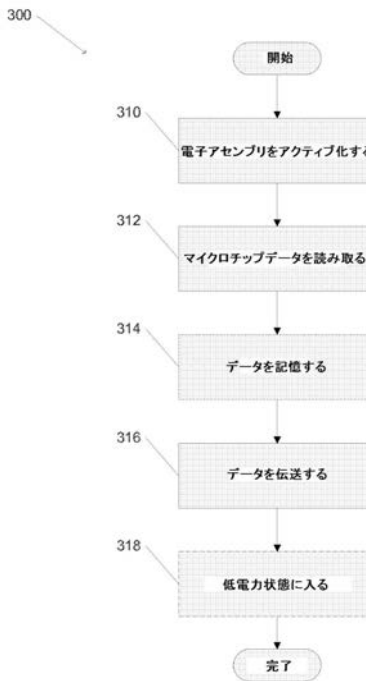 300
開始
310
電子アセンブリをアクティブ化する
312
マイクロチップデータを読み取る
314
データを記憶する
316
データを伝送する
318
低電力状態に入る
完了